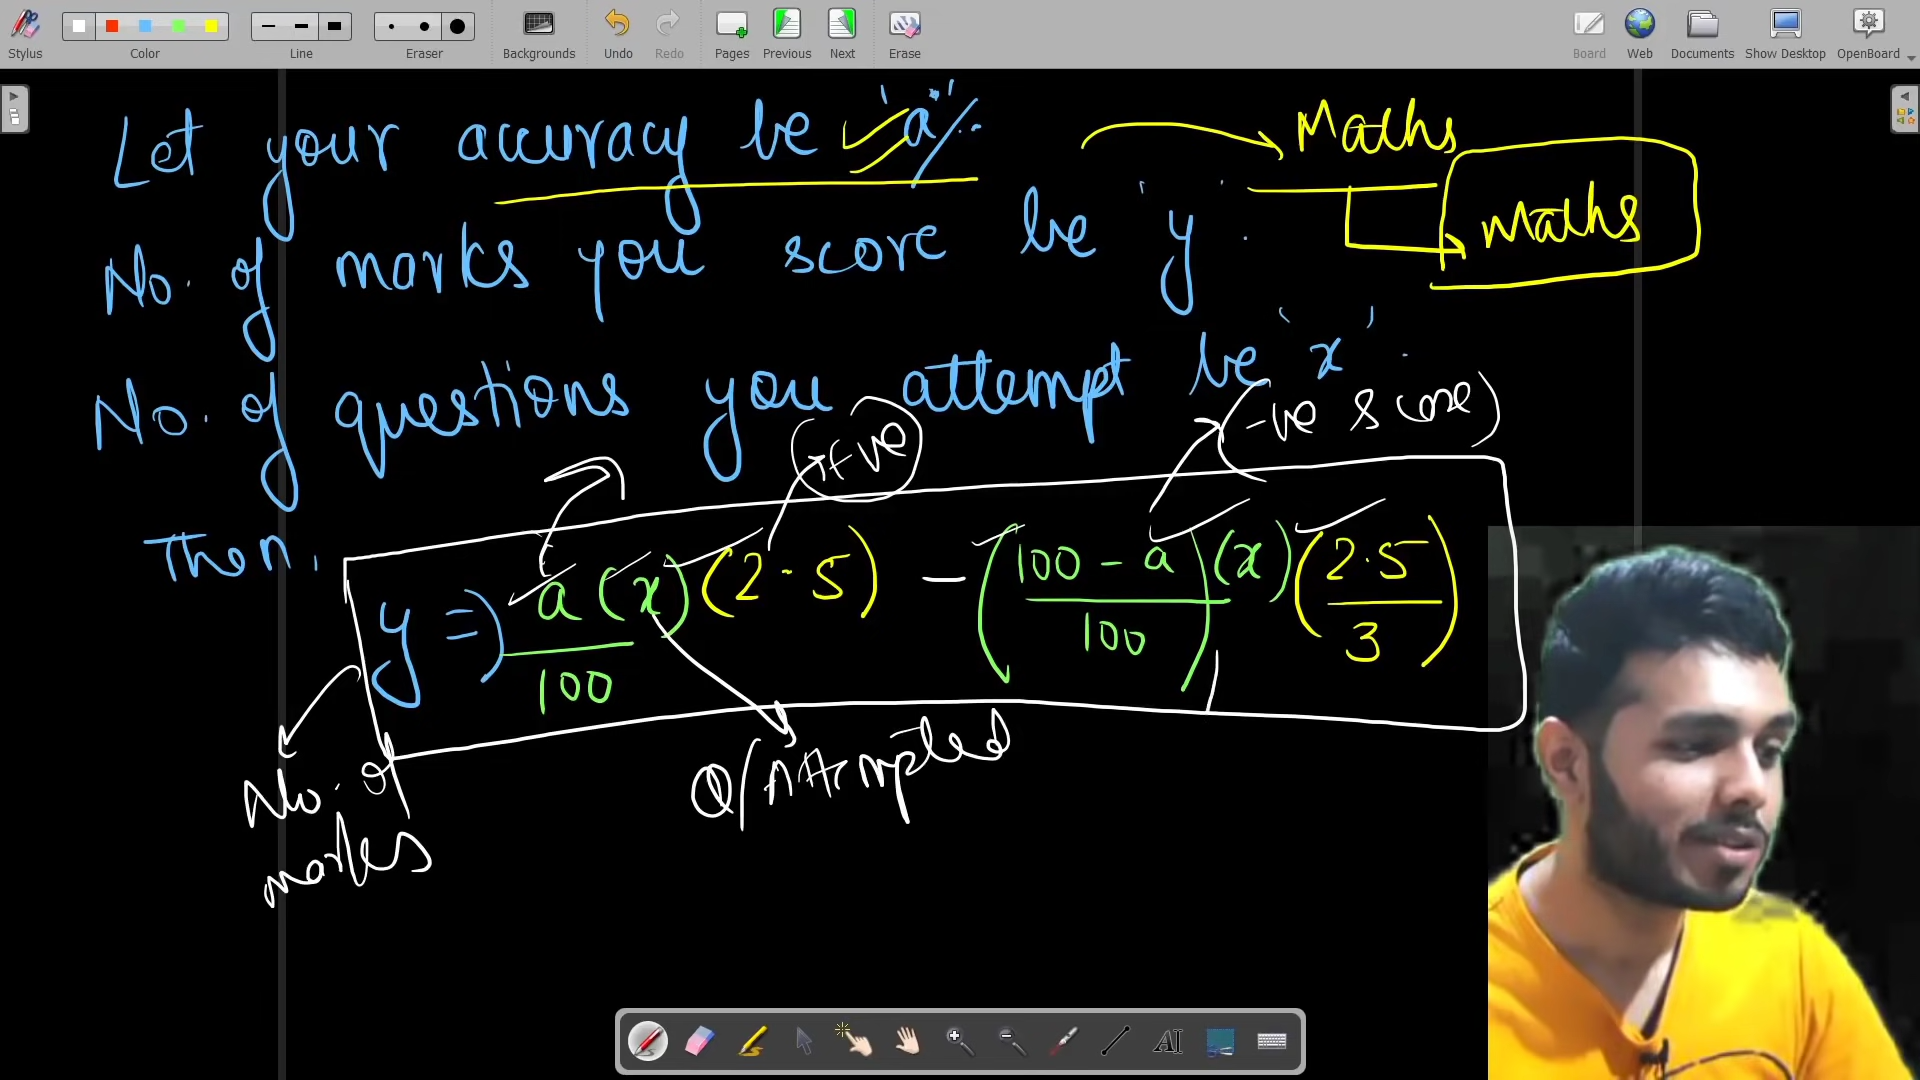 Stylus
Color
Line
Eraser
Backgrounds
Undo
Redo
Pages
Previous
Next
Erase
Board
Web
Documents
Show Desktop
OpenBoard
Let your accuracy be 'a'%.
Maths
Maths
No. of marks you score be 'y'.
No. of questions you attempt be 'x'.
+ve
(-ve score)
Then,
y => a/100 (x) (2.5) - (100 - a/100) (x) (2.5/3)
No. of
marks
Q/Attempted